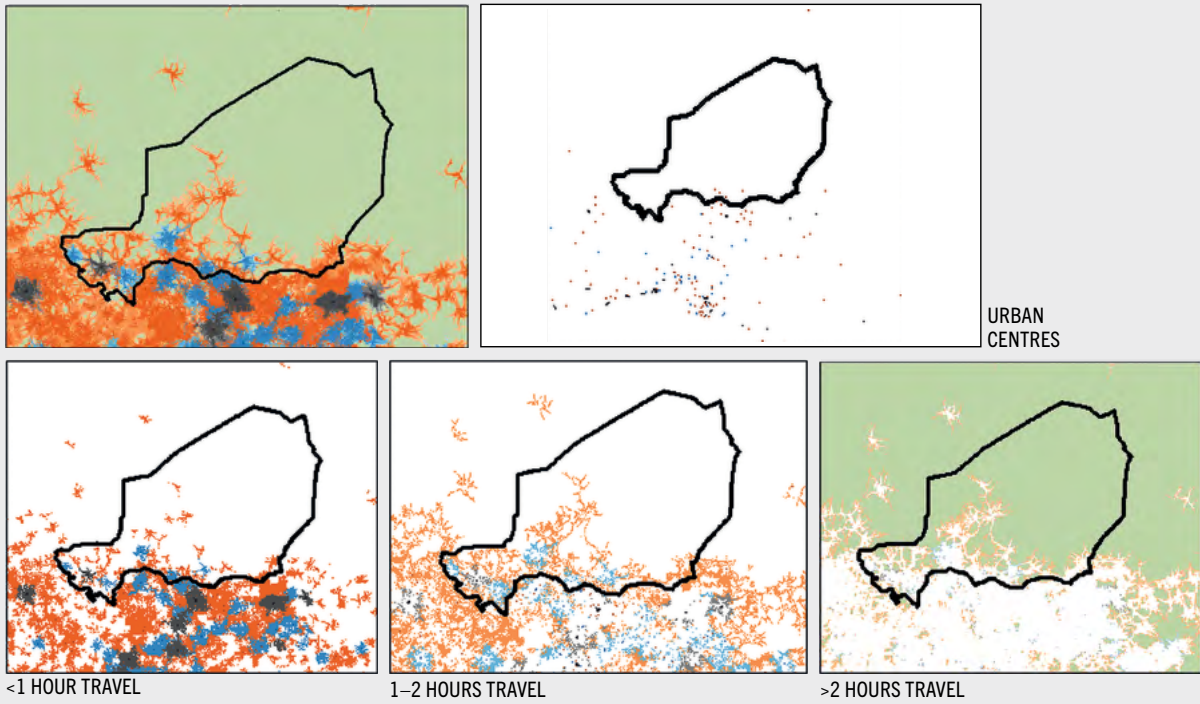 URBAN
CENTRES
<1 HOUR TRAVEL
1–2 HOURS TRAVEL
>2 HOURS TRAVEL